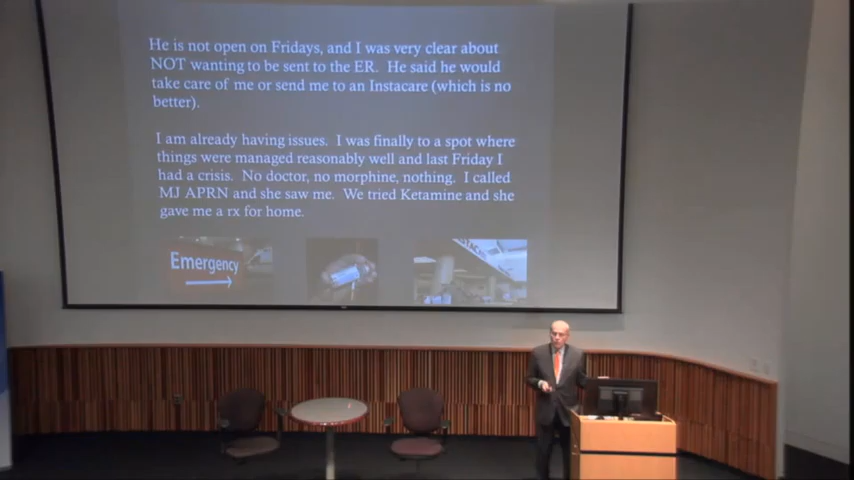 He is not open on Fridays, and I was very clear about
NOT wanting to be sent to the ER.  He said he would
take care of me or send me to an Instacare (which is no
better).
I am already having issues.  I was finally to a spot where
things were managed reasonably well and last Friday I
had a crisis.  No doctor, no morphine, nothing.  I called
MJ APRN and she saw me.  We tried Ketamine and she
gave me a rx for home.
Emergency